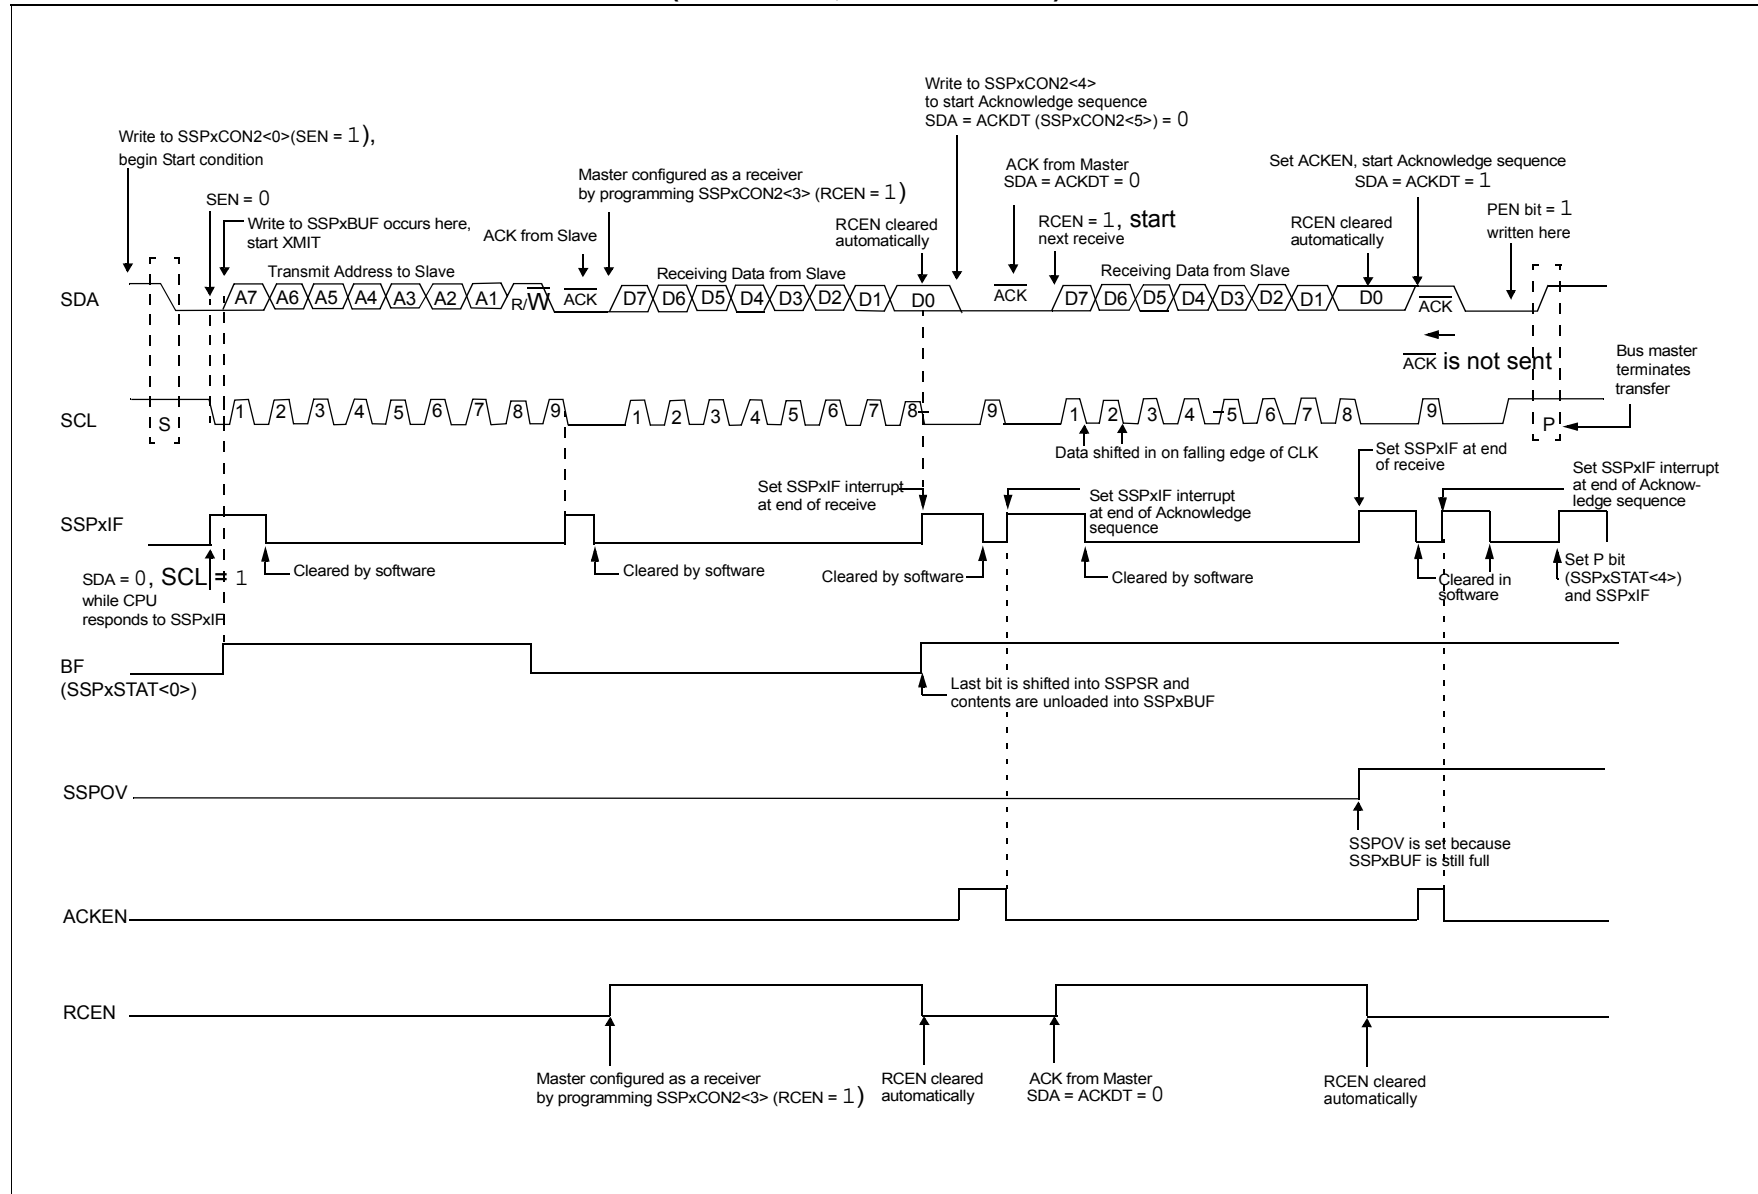 Write to SSPxCON2<4>
to start Acknowledge sequence
SDA = ACKDT (SSPxCON2<5>) = 0
Write to SSPxCON2<0>(SEN = 1),
begin Start condition
ACK from Master
SDA = ACKDT = 0
Set ACKEN, start Acknowledge sequence
SDA = ACKDT = 1
Master configured as a receiver
by programming SSPxCON2<3> (RCEN = 1)
SEN = 0
Write to SSPxBUF occurs here,
start XMIT
ACK from Slave
RCEN cleared
automatically
RCEN = 1, start
next receive
RCEN cleared
automatically
PEN bit = 1
written here
Transmit Address to Slave
Receiving Data from Slave
Receiving Data from Slave
SDA
A7 A6 A5 A4 A3 A2 A1 R/W ACK D7 D6 D5 D4 D3 D2 D1 D0 ACK D7 D6 D5 D4 D3 D2 D1 D0 ACK
ACK is not sent
Bus master
terminates
transfer
SCL
S 1 2 3 4 5 6 7 8 9 1 2 3 4 5 6 7 8 9 1 2 3 4 5 6 7 8 9 P
Data shifted in on falling edge of CLK
Set SSPxIF at end
of receive
Set SSPxIF interrupt
at end of receive
Set SSPxIF interrupt
at end of Acknowledge
sequence
Set SSPxIF interrupt
at end of Acknow-
ledge sequence
SSPxIF
SDA = 0, SCL = 1
while CPU
responds to SSPxIF
Cleared by software
Cleared by software
Cleared by software
Cleared by software
Cleared in
software
Set P bit
(SSPxSTAT<4>)
and SSPxIF
BF
(SSPxSTAT<0>)
Last bit is shifted into SSPSR and
contents are unloaded into SSPxBUF
SSPOV
SSPOV is set because
SSPxBUF is still full
ACKEN
RCEN
Master configured as a receiver
by programming SSPxCON2<3> (RCEN = 1)
RCEN cleared
automatically
ACK from Master
SDA = ACKDT = 0
RCEN cleared
automatically